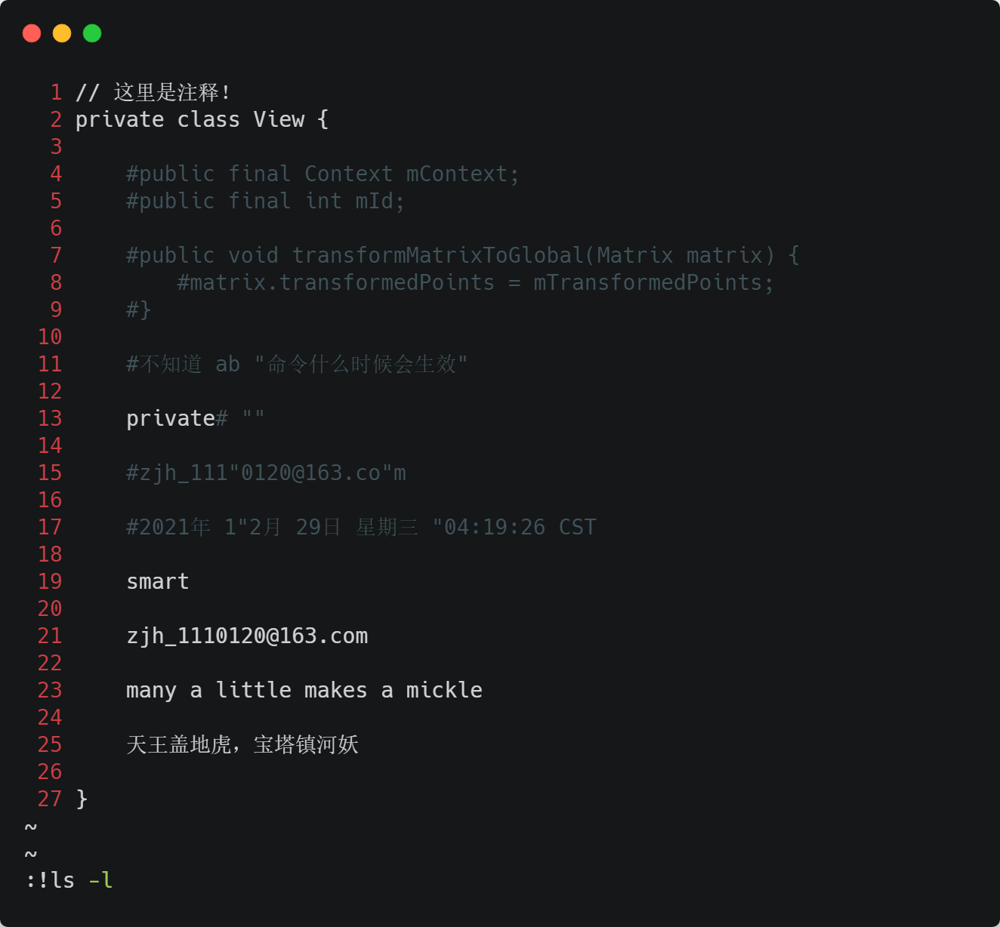 1 // 这里是注释!
2 private class View {
3
4     #public final Context mContext;
5     #public final int mId;
6
7     #public void transformMatrixToGlobal(Matrix matrix) {
8         #matrix.transformedPoints = mTransformedPoints;
9     #}
10
11     #不知道 ab "命令什么时候会生效"
12
13     private# ""
14
15     #zjh_111"0120@163.co"m
16
17     #2021年 1"2月 29日 星期三 "04:19:26 CST
18
19     smart
20
21     zjh_1110120@163.com
22
23     many a little makes a mickle
24
25     天王盖地虎，宝塔镇河妖
26
27 }
~
~
:!ls -l